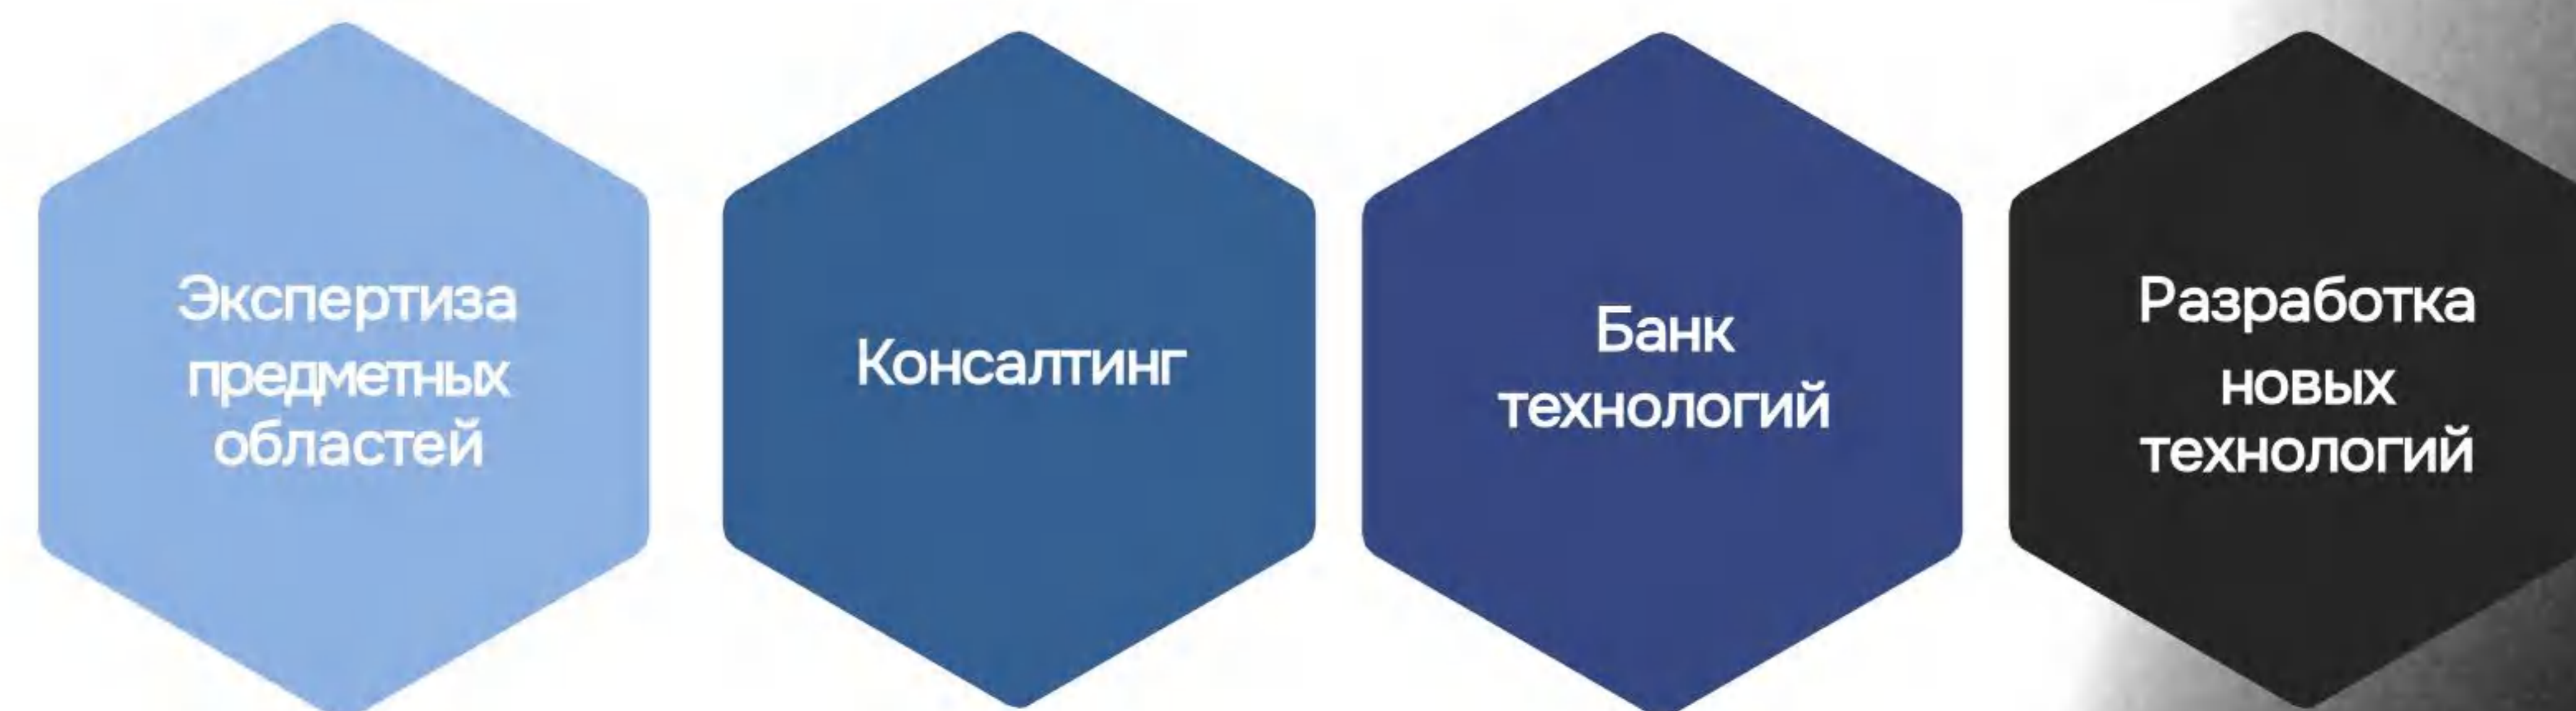 Экспертиза
предметных
областей
Консалтинг
Банк
технологий
Разработка
новых
технологий